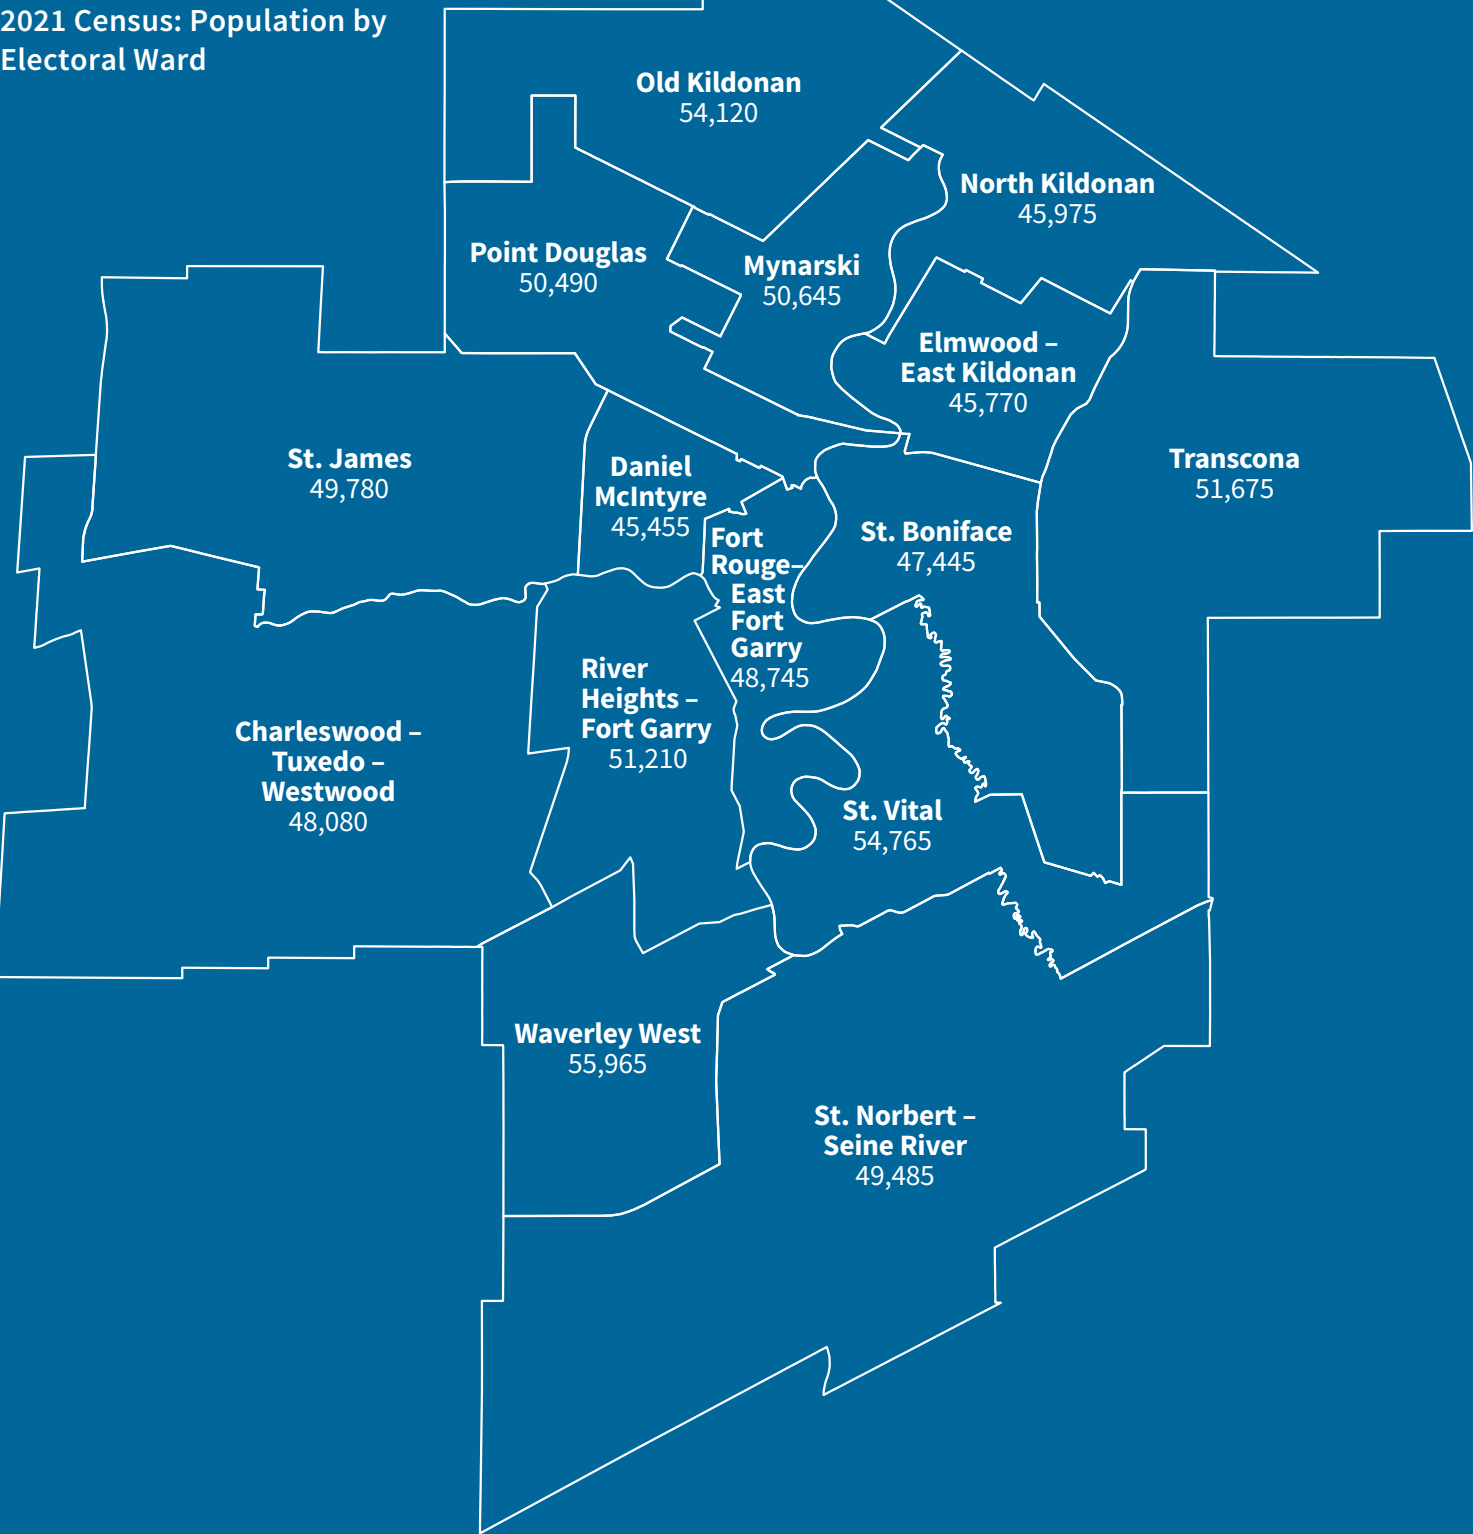 2021 Census: Population by
Electoral Ward
Old Kildonan
54,120
North Kildonan
45,975
Point Douglas
50,490
Mynarski
50,645
Elmwood –
East Kildonan
45,770
St. James
49,780
Daniel
McIntyre
45,455
Transcona
51,675
St. Boniface
47,445
Fort
Rouge–
East
Fort
Garry
48,745
River
Heights –
Fort Garry
51,210
Charleswood –
Tuxedo –
Westwood
48,080
St. Vital
54,765
Waverley West
55,965
St. Norbert –
Seine River
49,485